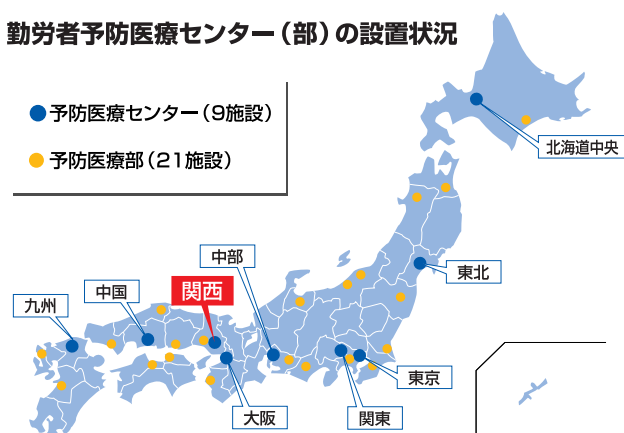 勤労者予防医療センター（部）の設置状況
予防医療センター（9施設）
予防医療部（21施設）
北海道中央
東北
中部
関西
中国
九州
東京
大阪
関東